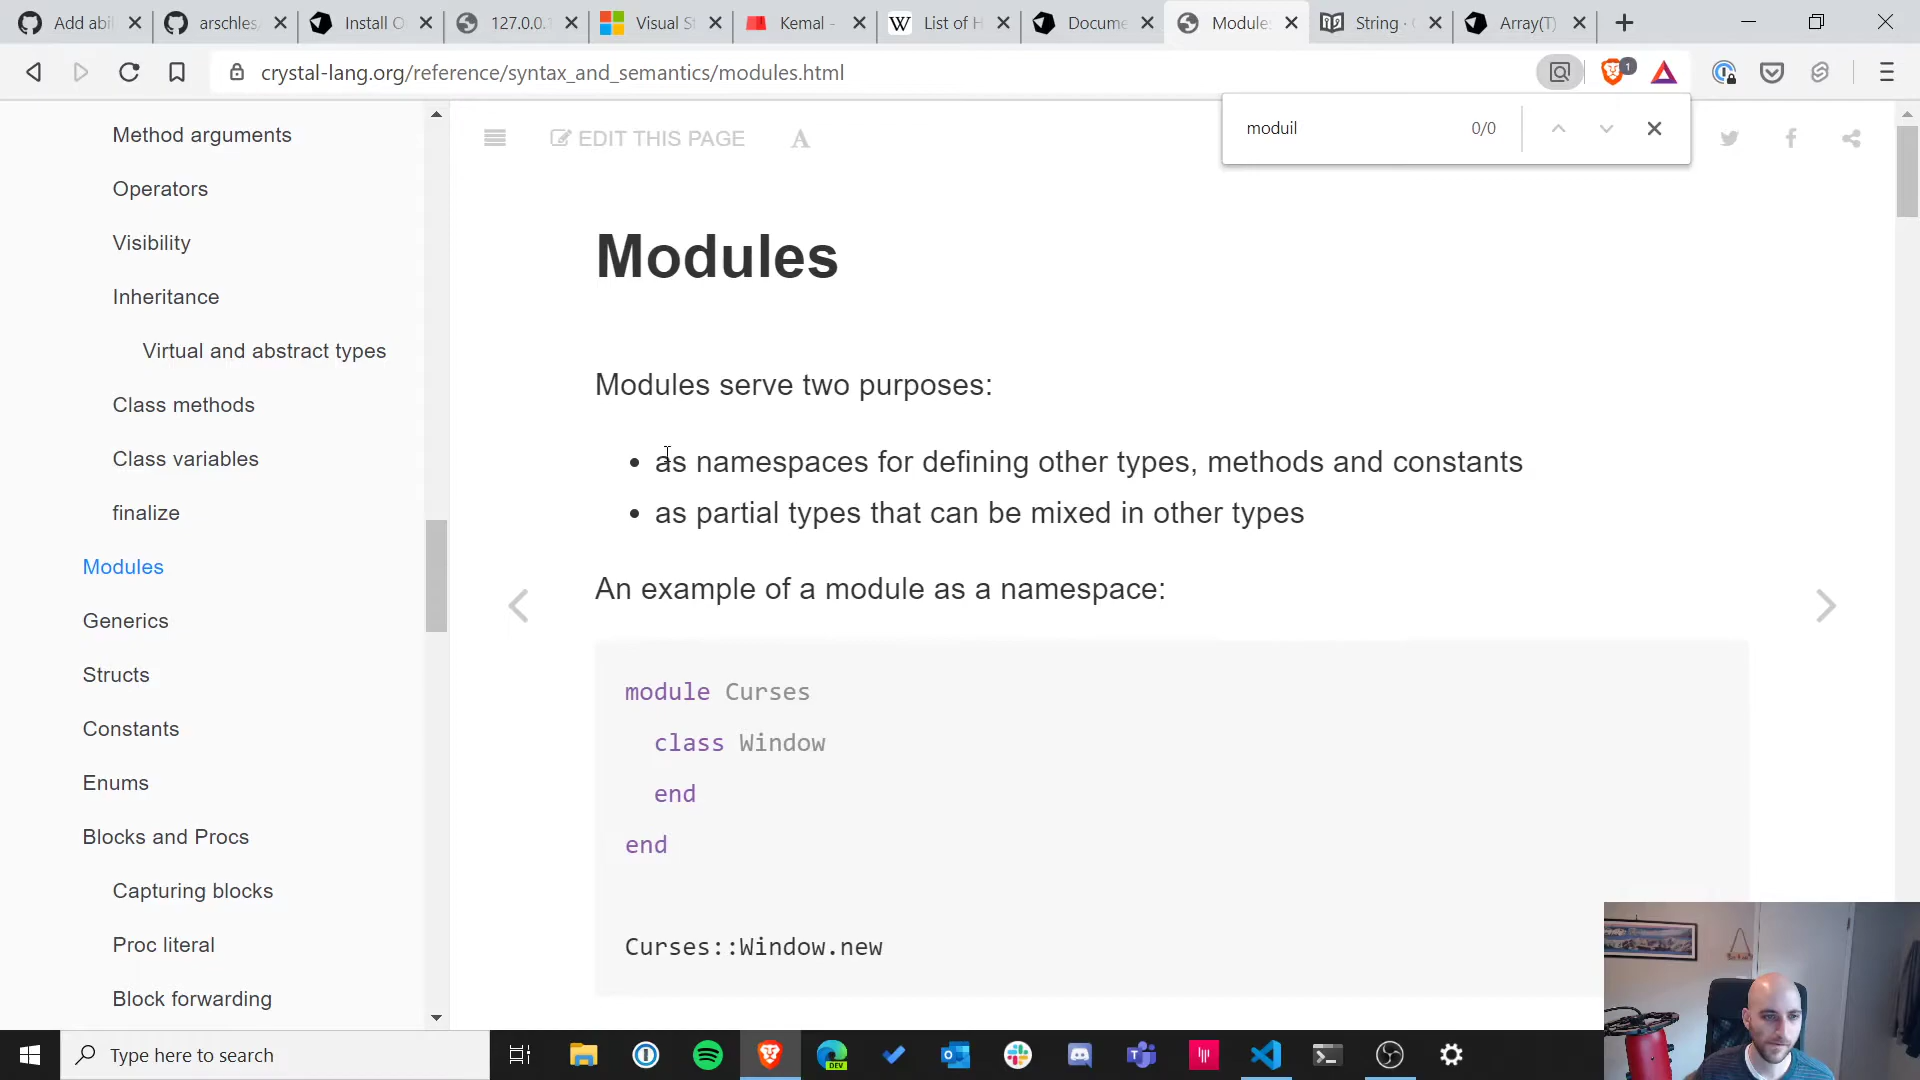 Add abi
arschles
Install O
127.0.0.
Visual S
Kemal -
W
List of H
Docume
Modules
String · C
Array(T)
crystal-lang.org/reference/syntax_and_semantics/modules.html
1
moduil
0/0
EDIT THIS PAGE
A
Method arguments
Operators
Visibility
Inheritance
Virtual and abstract types
Class methods
Class variables
finalize
Modules
Generics
Structs
Constants
Enums
Blocks and Procs
Capturing blocks
Proc literal
Block forwarding
Modules
Modules serve two purposes:
• as namespaces for defining other types, methods and constants
• as partial types that can be mixed in other types
An example of a module as a namespace:
module Curses
class Window
end
end
Curses::Window.new
Type here to search
DEV